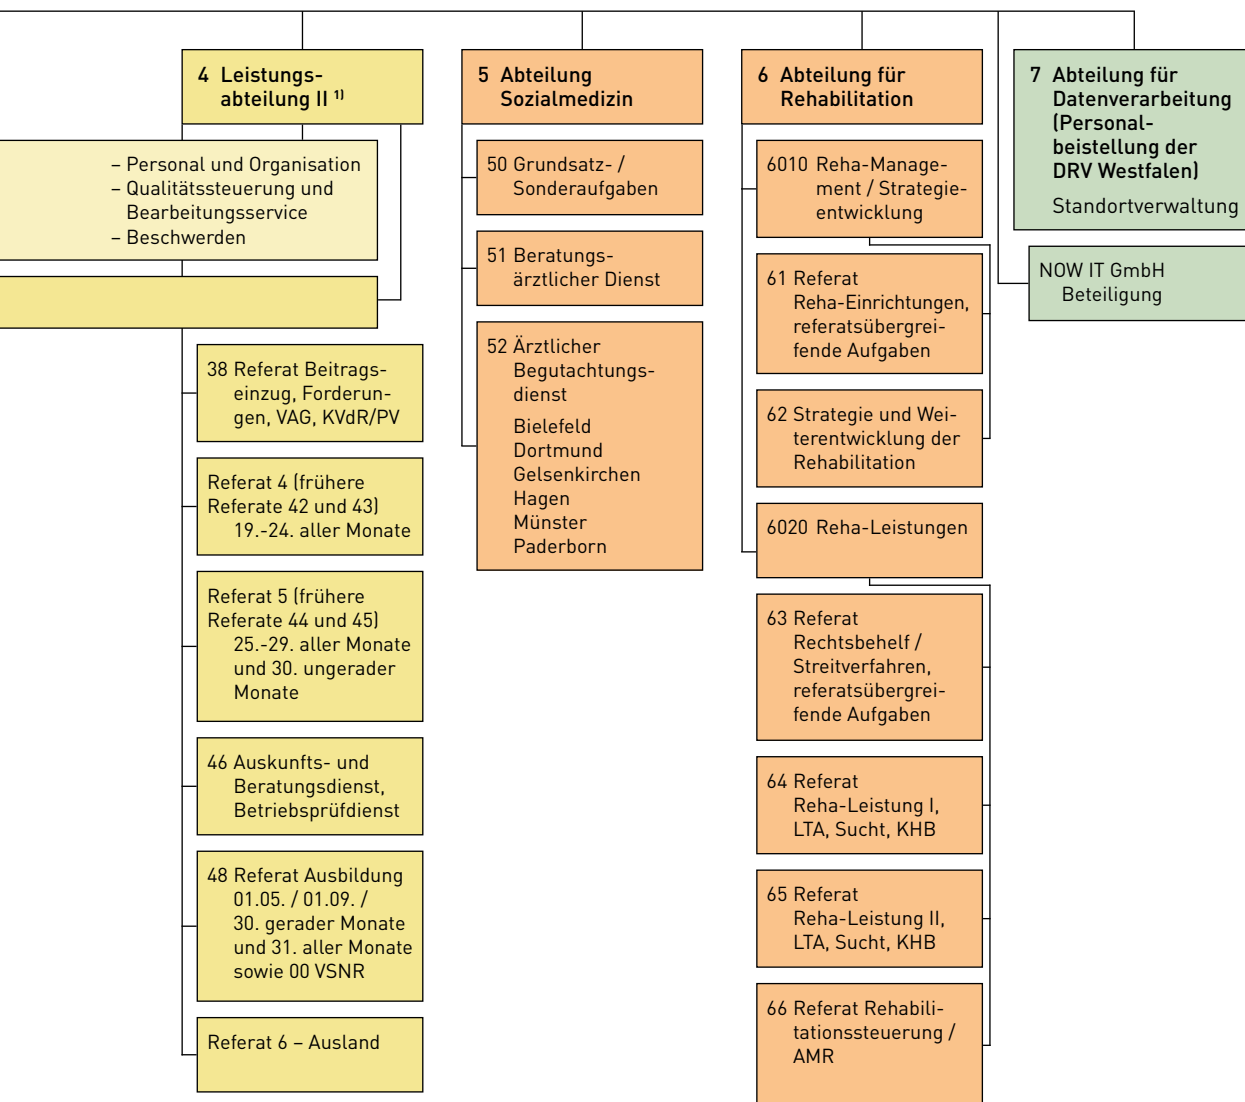 4 Leistungs-
abteilung II ¹⁾
– Personal und Organisation
– Qualitätssteuerung und
Bearbeitungsservice
– Beschwerden
38 Referat Beitrags-
einzug, Forderun-
gen, VAG, KVdR/PV
Referat 4 (frühere
Referate 42 und 43)
19.-24. aller Monate
Referat 5 (frühere
Referate 44 und 45)
25.-29. aller Monate
und 30. ungerader
Monate
46 Auskunfts- und
Beratungsdienst,
Betriebsprüfdienst
48 Referat Ausbildung
01.05. / 01.09. /
30. gerader Monate
und 31. aller Monate
sowie 00 VSNR
Referat 6 – Ausland
5 Abteilung
Sozialmedizin
50 Grundsatz- /
Sonderaufgaben
51 Beratungs-
ärztlicher Dienst
52 Ärztlicher
Begutachtungs-
dienst
Bielefeld
Dortmund
Gelsenkirchen
Hagen
Münster
Paderborn
6 Abteilung für
Rehabilitation
6010 Reha-Manage-
ment / Strategie-
entwicklung
61 Referat
Reha-Einrichtungen,
referatsübergrei-
fende Aufgaben
62 Strategie und Wei-
terentwicklung der
Rehabilitation
6020 Reha-Leistungen
63 Referat
Rechtsbehelf /
Streitverfahren,
referatsübergrei-
fende Aufgaben
64 Referat
Reha-Leistung I,
LTA, Sucht, KHB
65 Referat
Reha-Leistung II,
LTA, Sucht, KHB
66 Referat Rehabili-
tationssteuerung /
AMR
7 Abteilung für
Datenverarbeitung
(Personal-
beistellung der
DRV Westfalen)
Standortverwaltung
NOW IT GmbH
Beteiligung